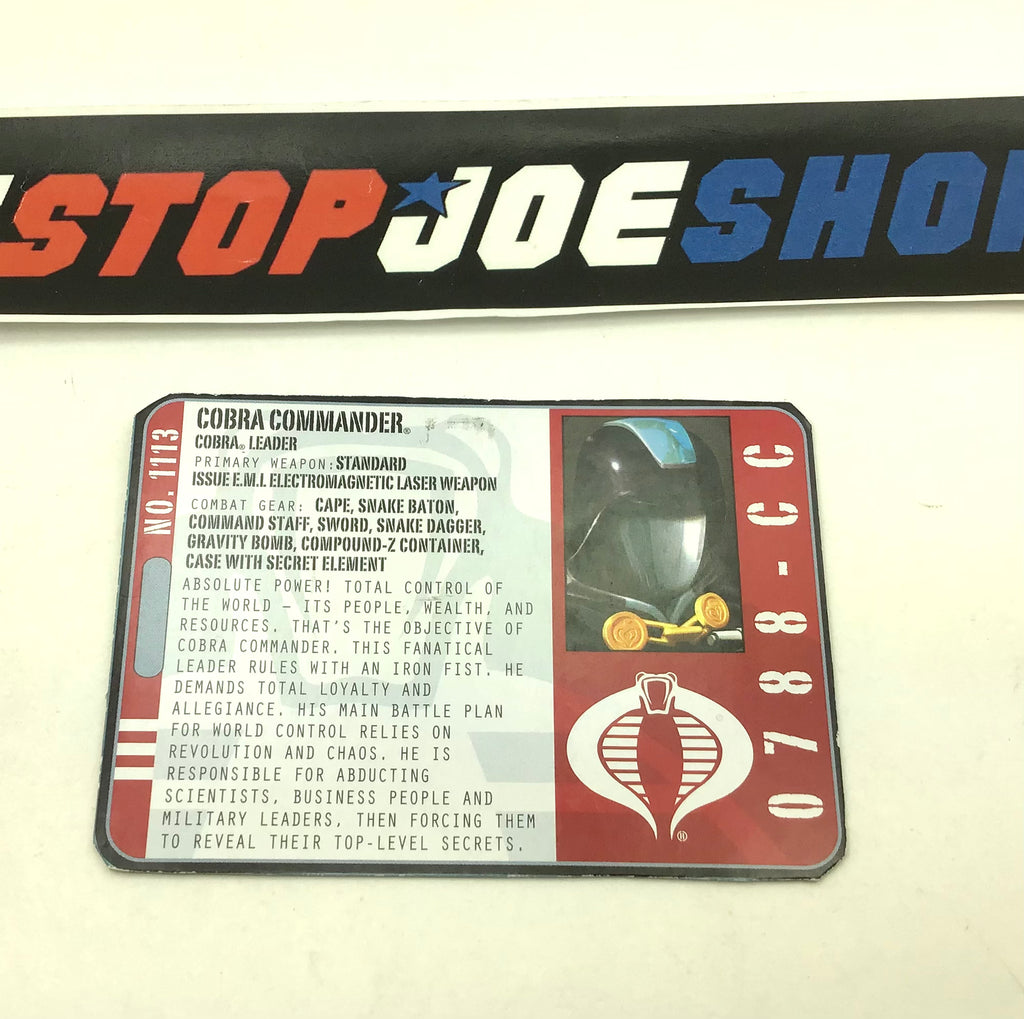 STOP JOE SHO
NO. 1113
COBRA COMMANDER®
COBRA® LEADER
PRIMARY WEAPON: STANDARD
ISSUE E.M.L ELECTROMAGNETIC LASER WEAPON
COMBAT GEAR: CAPE, SNAKE BATON,
COMMAND STAFF, SWORD, SNAKE DAGGER,
GRAVITY BOMB, COMPOUND-Z CONTAINER,
CASE WITH SECRET ELEMENT
ABSOLUTE POWER! TOTAL CONTROL OF
THE WORLD – ITS PEOPLE, WEALTH, AND
RESOURCES. THAT'S THE OBJECTIVE OF
COBRA COMMANDER. THIS FANATICAL
LEADER RULES WITH AN IRON FIST. HE
DEMANDS TOTAL LOYALTY AND
ALLEGIANCE. HIS MAIN BATTLE PLAN
FOR WORLD CONTROL RELIES ON
REVOLUTION AND CHAOS. HE IS
RESPONSIBLE FOR ABDUCTING
SCIENTISTS, BUSINESS PEOPLE AND
MILITARY LEADERS, THEN FORCING THEM
TO REVEAL THEIR TOP-LEVEL SECRETS.
0788-CC
®